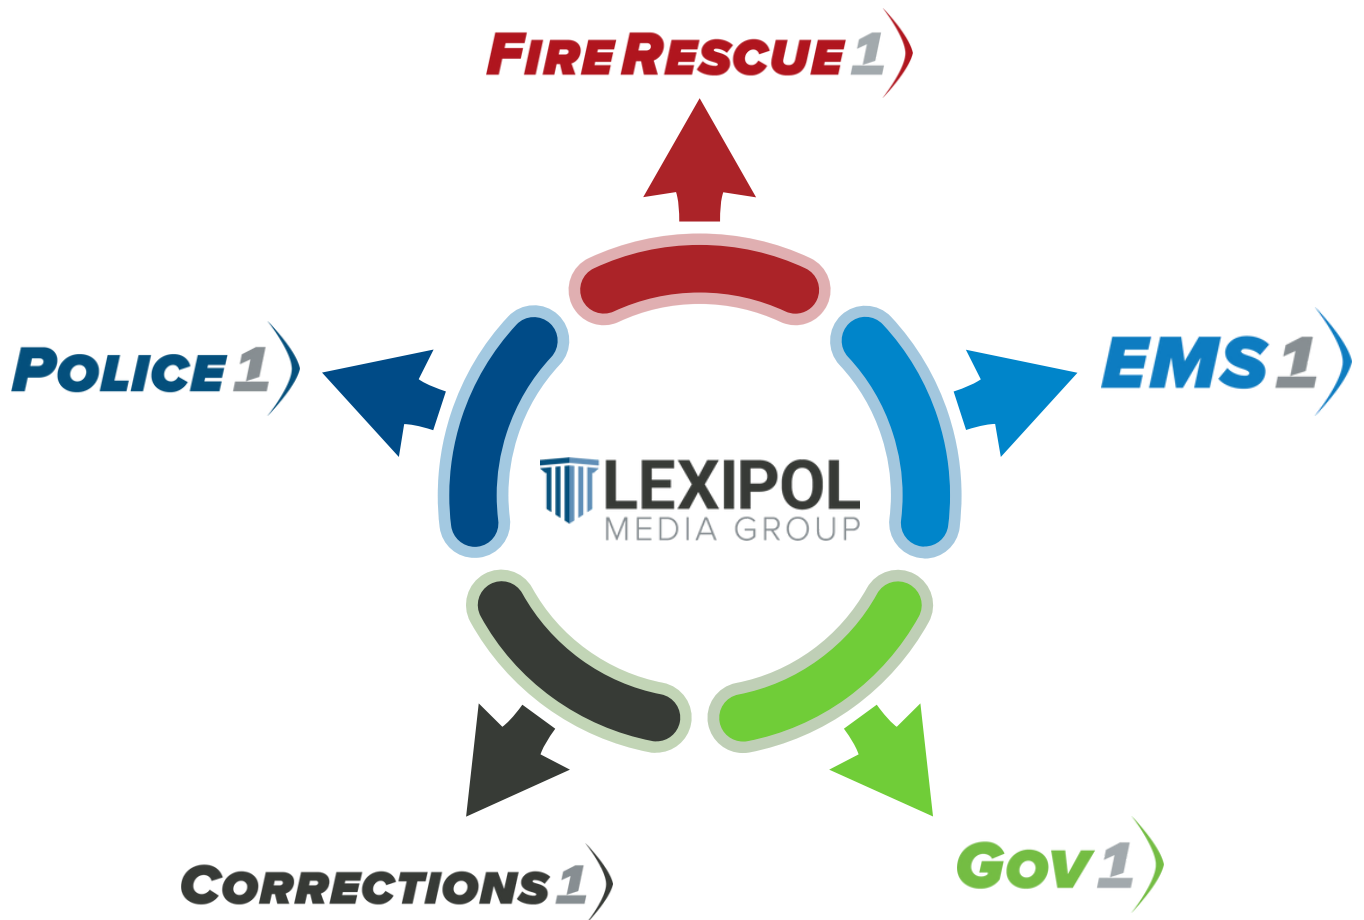 FIRERESCUE1
POLICE1
EMS1
LEXIPOL
MEDIA GROUP
CORRECTIONS1
GOV1